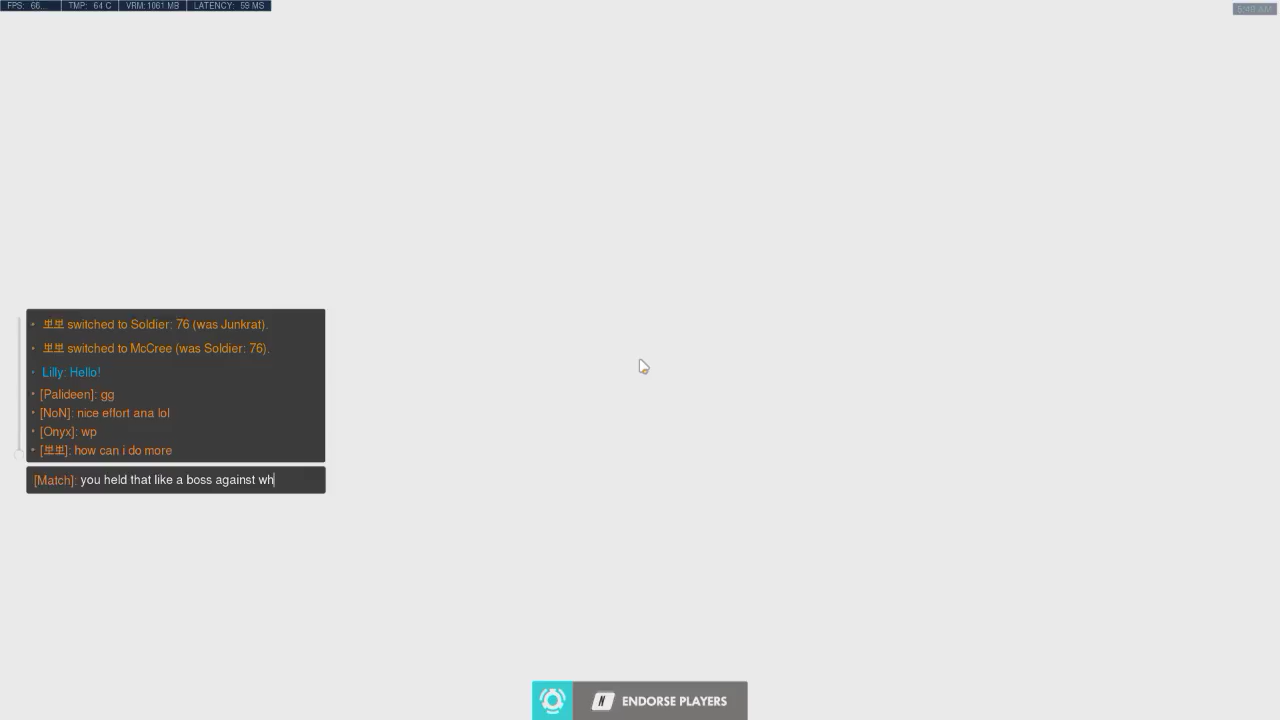 FPS: 66... TMP: 64 C VRM: 1061 MB LATENCY: 59 MS
뽀뽀 switched to Soldier: 76 (was Junkrat).
뽀뽀 switched to McCree (was Soldier: 76).
Lilly: Hello!
[Palideen]: gg
[NoN]: nice effort ana lol
[Onyx]: wp
[뽀뽀]: how can i do more
[Match]: you held that like a boss against wh
N ENDORSE PLAYERS